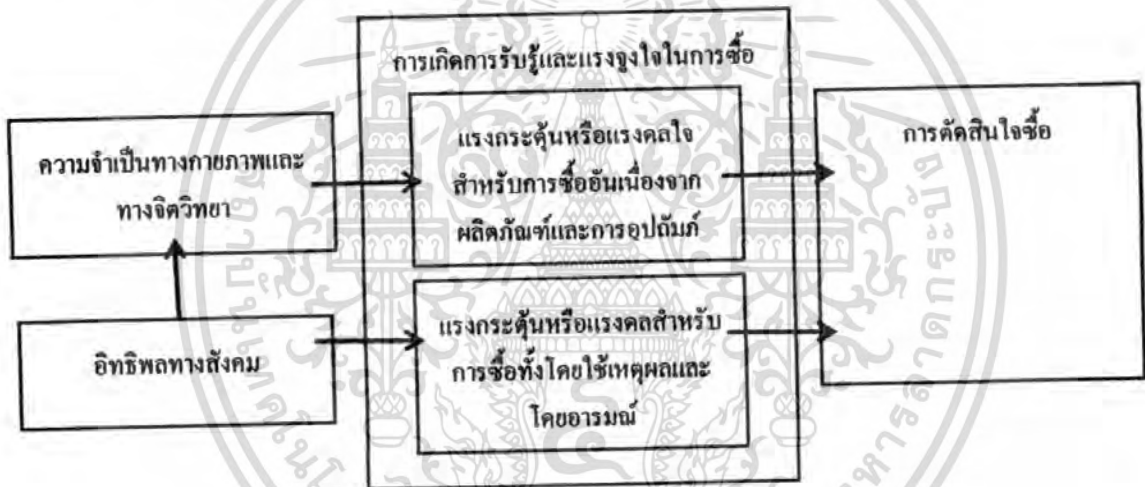 การเกิดการรับรู้และแรงจูงใจในการซื้อ
ความจำเป็นทางกายภาพและ
ทางจิตวิทยา
แรงกระตุ้นหรือแรงดลใจ
สำหรับการซื้ออันเนื่องจาก
ผลิตภัณฑ์และการอุปถัมภ์
การตัดสินใจซื้อ
อิทธิพลทางสังคม
แรงกระตุ้นหรือแรงดลสำหรับ
การซื้อทั้งโดยใช้เหตุผลและ
โดยอารมณ์